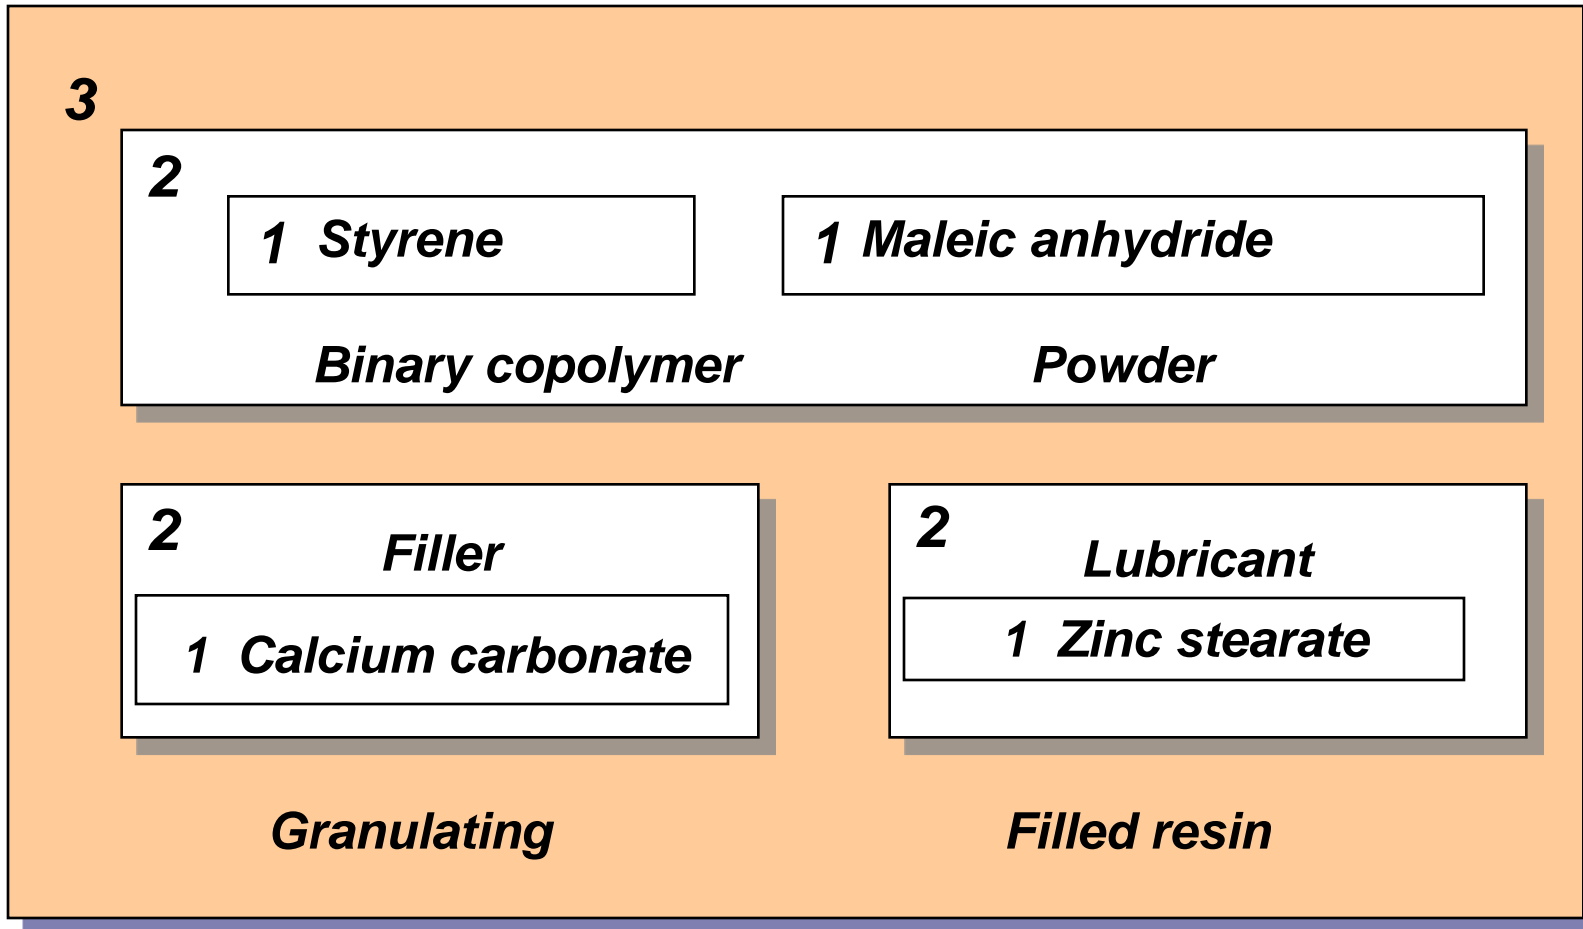 3
2
1 Styrene
1 Maleic anhydride
Binary copolymer
Powder
2
Filler
1 Calcium carbonate
2
Lubricant
1 Zinc stearate
Granulating
Filled resin